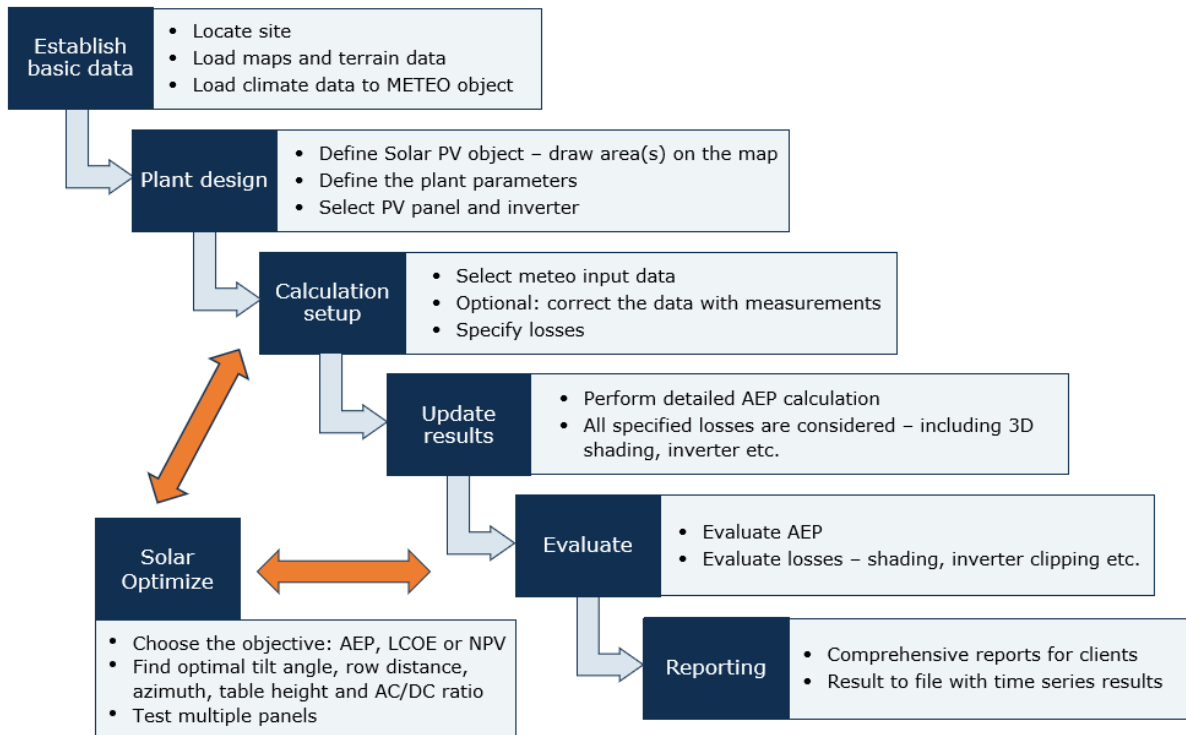 Establish
basic data
• Locate site
• Load maps and terrain data
• Load climate data to METEO object
Plant design
• Define Solar PV object – draw area(s) on the map
• Define the plant parameters
• Select PV panel and inverter
Calculation
setup
• Select meteo input data
• Optional: correct the data with measurements
• Specify losses
Update
results
• Perform detailed AEP calculation
• All specified losses are considered – including 3D
shading, inverter etc.
Evaluate
• Evaluate AEP
• Evaluate losses – shading, inverter clipping etc.
Reporting
• Comprehensive reports for clients
• Result to file with time series results
Solar
Optimize
• Choose the objective: AEP, LCOE or NPV
• Find optimal tilt angle, row distance,
azimuth, table height and AC/DC ratio
• Test multiple panels